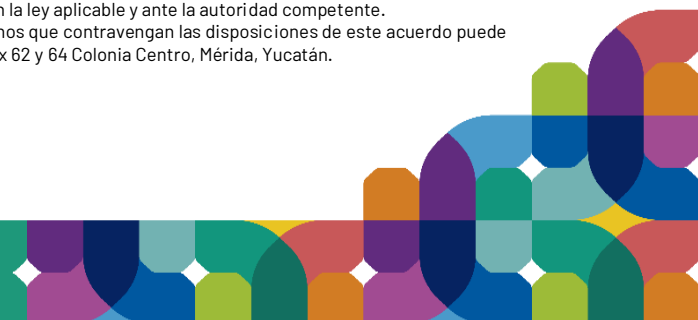 n la ley aplicable y ante la autoridad competente.
nos que contravengan las disposiciones de este acuerdo puede
x 62 y 64 Colonia Centro, Mérida, Yucatán.